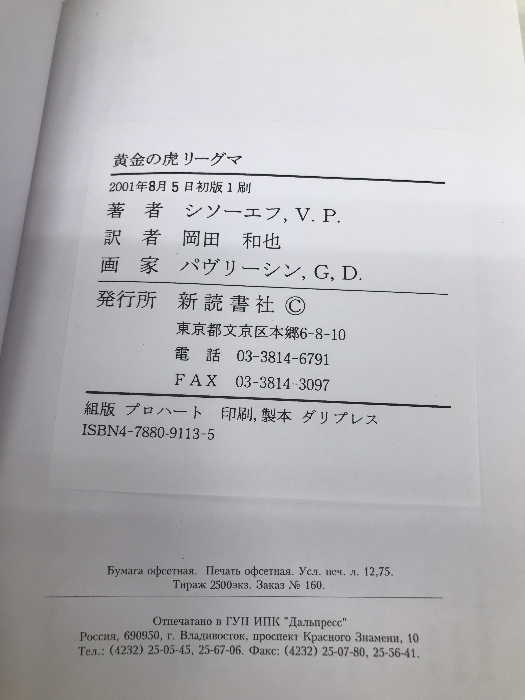 黄金の虎リーグマ
2001年8月5日初版1刷
著 者 シソーエフ, V. P.
訳 者 岡田 和也
画 家 パヴリーシン, G, D.
発行所 新読書社 ©
東京都文京区本郷6-8-10
電 話 03-3814-6791
FAX 03-3814-3097
組版 プロハート 印刷, 製本 ダリプレス
ISBN4-7880-9113-5
Бумага офсетная. Печать офсетная. Усл. печ. л. 12,75.
Тираж 2500экз. Заказ № 160.
Отпечатано в ГУП ИПК "Дальпресс"
Россия, 690950, г. Владивосток, проспект Красного Знамени, 10
Тел.: (4232) 25-05-45, 25-67-06. Факс: (4232) 25-07-80, 25-56-41.